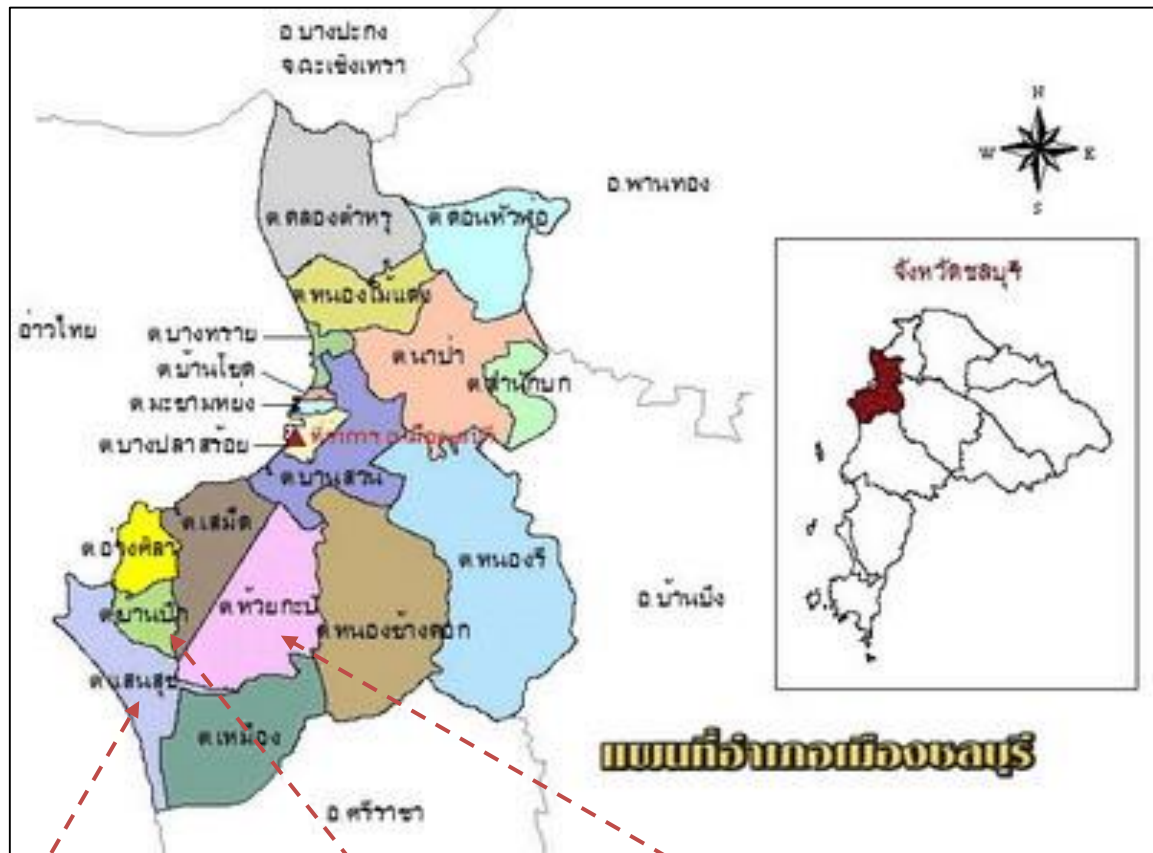 อ.บางปะกง
จ.ฉะเชิงเทรา
N
W E
S
อ.พานทอง
ต.คลองตำหรุ
ต.ดอนหัวฬ่อ
จังหวัดชลบุรี
ต.หนองไม้แดง
อ่าวไทย
ต.บางทราย
ต.นาป่า
ต.บ้านโขด
ต.สำนักบก
ต.มะขามหย่ง
ต.บางปลาสร้อย
ต.บ้านสวน
ต.เสม็ด
ต.อ่างศิลา
ต.หนองรี
อ.บ้านบึง
ต.บ้านปึก
ต.ห้วยกะปิ
ต.หนองข้างคอก
ต.แสนสุข
ต.เหมือง
แผนที่อำเภอเมืองชลบุรี
อ.ศรีราชา